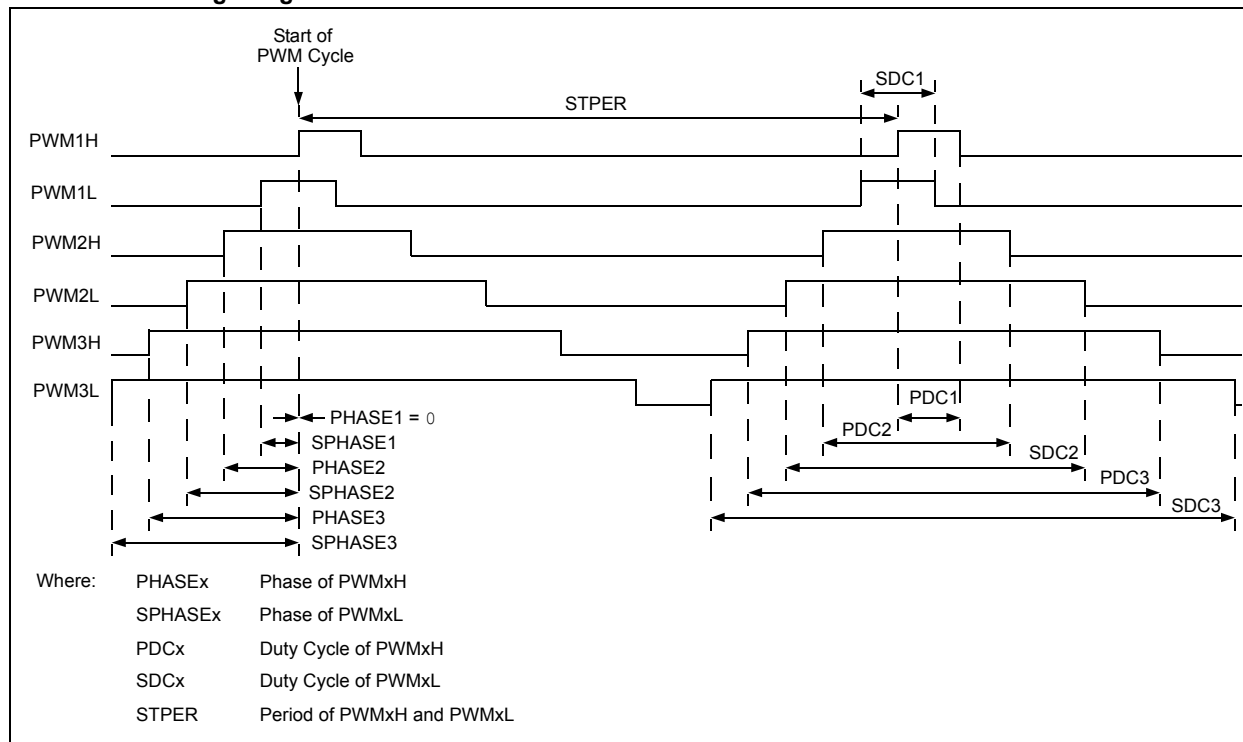 Start of
PWM Cycle
SDC1
STPER
PWM1H
PWM1L
PWM2H
PWM2L
PWM3H
PWM3L
PDC1
PHASE1 = 0
PDC2
SPHASE1
SDC2
PHASE2
PDC3
SPHASE2
SDC3
PHASE3
SPHASE3
Where: PHASEx Phase of PWMxH
SPHASEx Phase of PWMxL
PDCx Duty Cycle of PWMxH
SDCx Duty Cycle of PWMxL
STPER Period of PWMxH and PWMxL